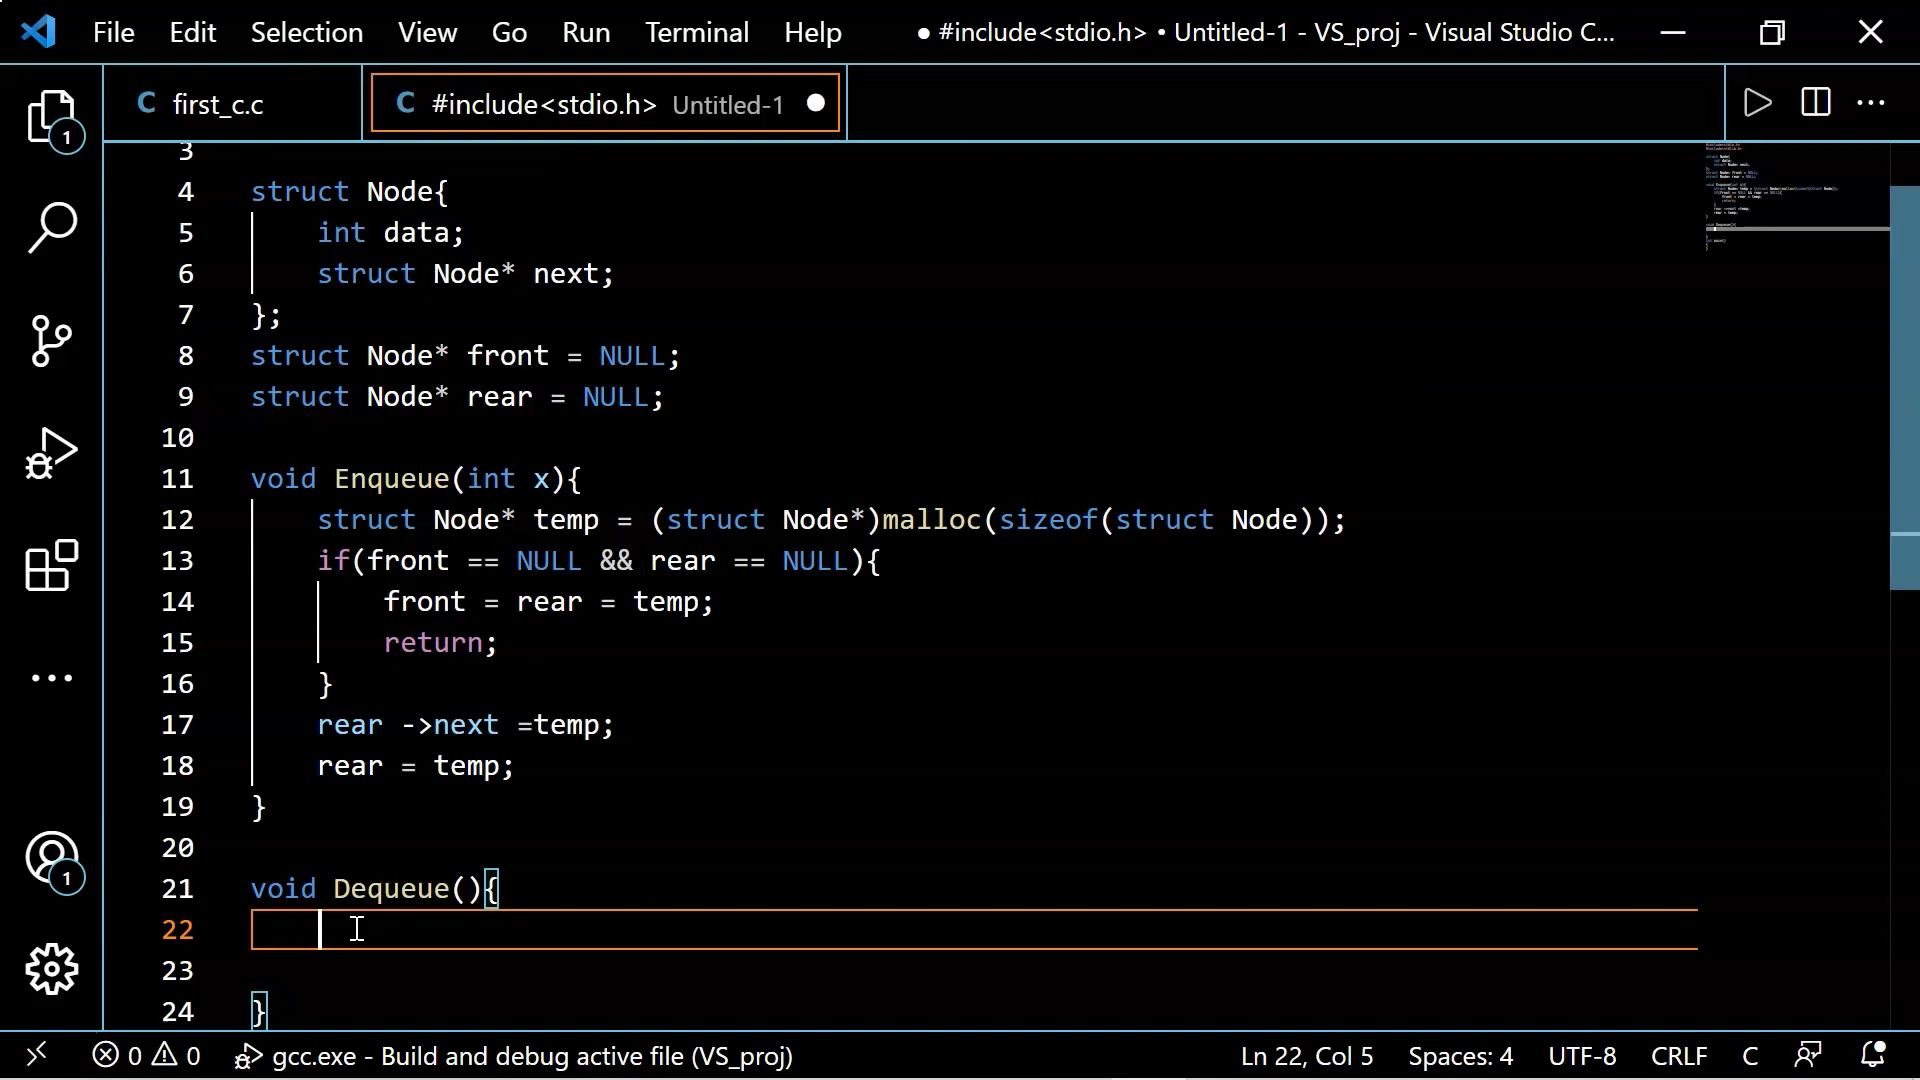 File Edit Selection View Go Run Terminal Help ● #include<stdio.h> • Untitled-1 - VS_proj - Visual Studio C...
C first_c.c C #include<stdio.h> Untitled-1
3
4 struct Node{
5 int data;
6 struct Node* next;
7 };
8 struct Node* front = NULL;
9 struct Node* rear = NULL;
10
11 void Enqueue(int x){
12 struct Node* temp = (struct Node*)malloc(sizeof(struct Node));
13 if(front == NULL && rear == NULL){
14 front = rear = temp;
15 return;
16 }
17 rear ->next =temp;
18 rear = temp;
19 }
20
21 void Dequeue(){
22
23
24 }
1
1
0 0 gcc.exe - Build and debug active file (VS_proj) Ln 22, Col 5 Spaces: 4 UTF-8 CRLF C